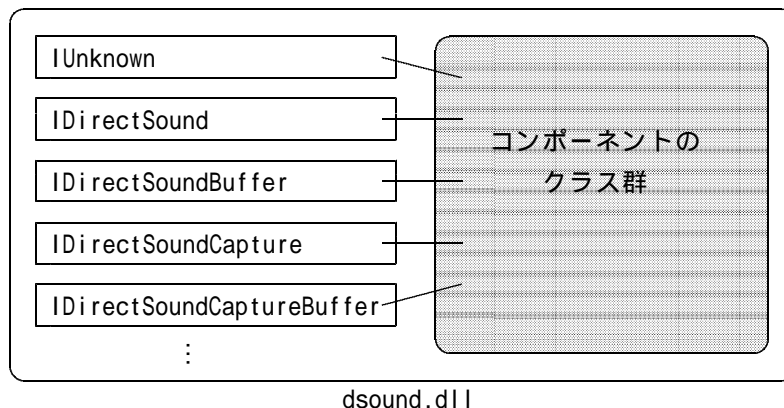 IUnknown
IDirectSound
IDirectSoundBuffer
IDirectSoundCapture
IDirectSoundCaptureBuffer
⋮
コンポーネントの
クラス群
dsound.dll